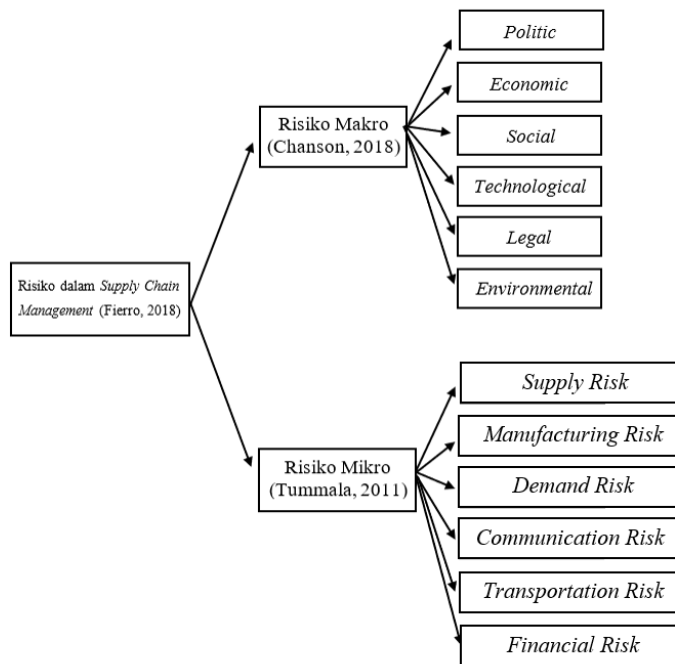 Risiko dalam Supply Chain
Management (Fierro, 2018)
Risiko Makro
(Chanson, 2018)
Politic
Economic
Social
Technological
Legal
Environmental
Risiko Mikro
(Tummala, 2011)
Supply Risk
Manufacturing Risk
Demand Risk
Communication Risk
Transportation Risk
Financial Risk